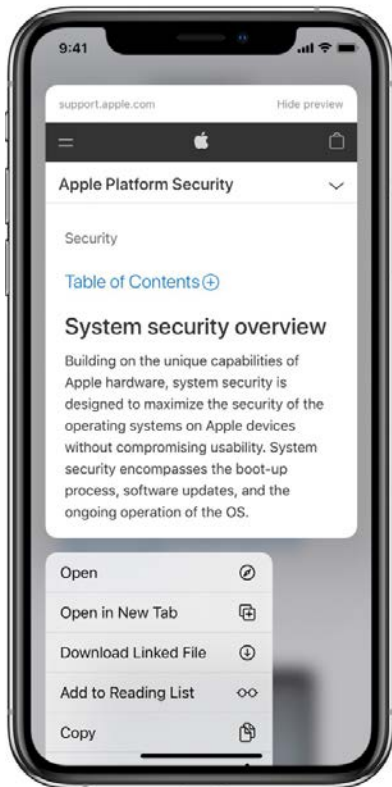 9:41
support.apple.com Hide preview
Apple Platform Security
Security
Table of Contents
System security overview
Building on the unique capabilities of
Apple hardware, system security is
designed to maximize the security of the
operating systems on Apple devices
without compromising usability. System
security encompasses the boot-up
process, software updates, and the
ongoing operation of the OS.
Open
Open in New Tab
Download Linked File
Add to Reading List
Copy